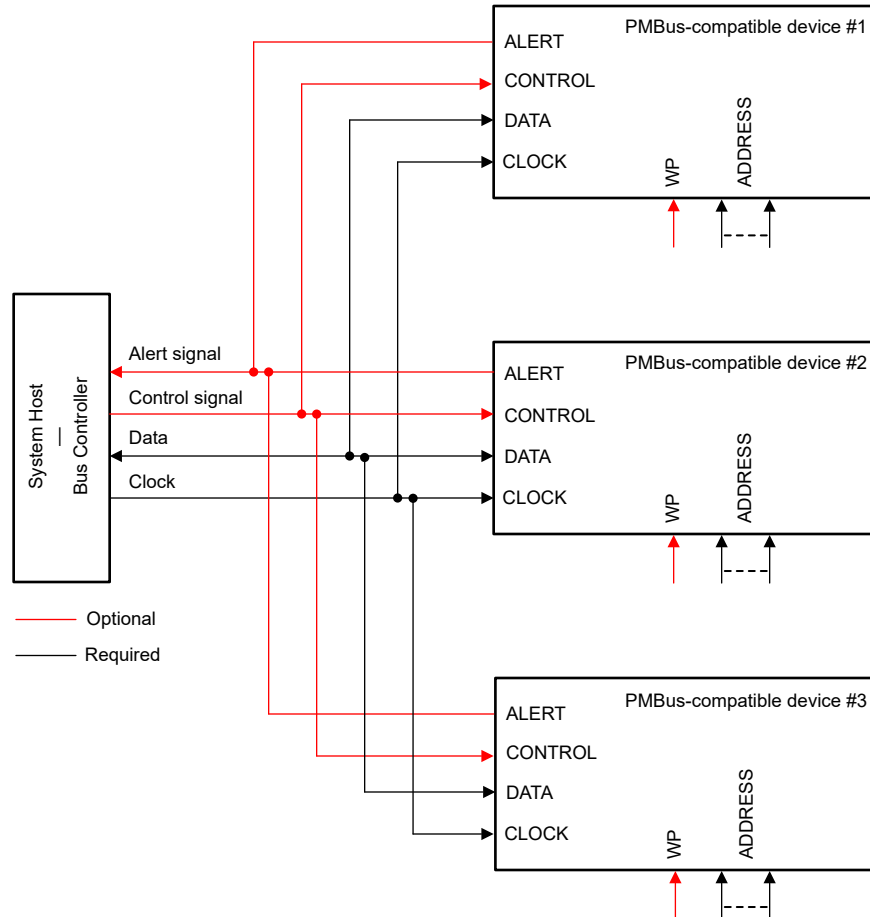 PMBus-compatible device #1
ALERT
CONTROL
DATA
CLOCK
WP
ADDRESS
System Host
—
Bus Controller
Alert signal
Control signal
Data
Clock
PMBus-compatible device #2
ALERT
CONTROL
DATA
CLOCK
WP
ADDRESS
Optional
Required
PMBus-compatible device #3
ALERT
CONTROL
DATA
CLOCK
WP
ADDRESS